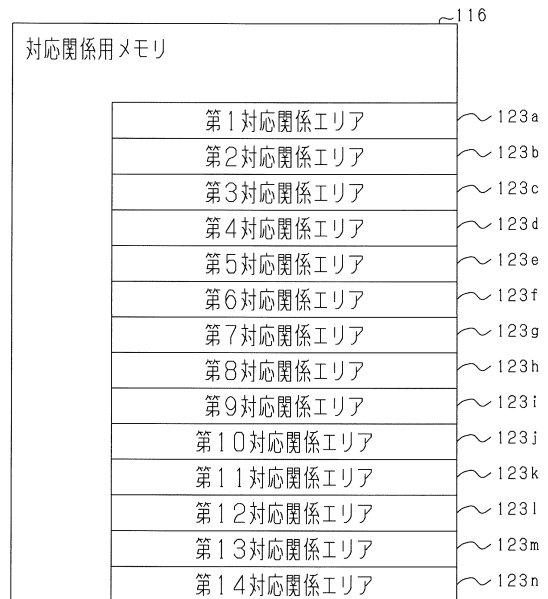 116
対応関係用メモリ
第1対応関係エリア 123a
第2対応関係エリア 123b
第3対応関係エリア 123c
第4対応関係エリア 123d
第5対応関係エリア 123e
第6対応関係エリア 123f
第7対応関係エリア 123g
第8対応関係エリア 123h
第9対応関係エリア 123i
第10対応関係エリア 123j
第11対応関係エリア 123k
第12対応関係エリア 123l
第13対応関係エリア 123m
第14対応関係エリア 123n